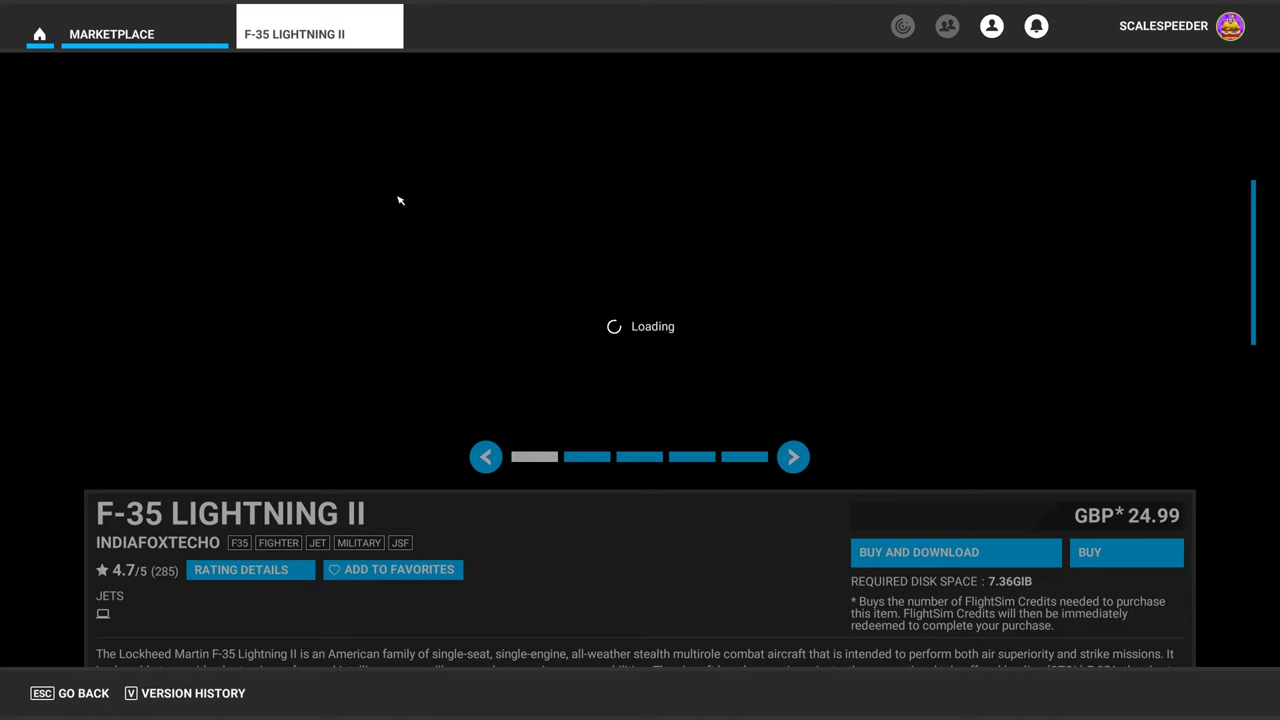 MARKETPLACE
F-35 LIGHTNING II
SCALESPEEDER
Loading
F-35 LIGHTNING II
INDIAFOXTECHO F35 FIGHTER JET MILITARY JSF
4.7/5 (285) RATING DETAILS ADD TO FAVORITES
JETS
GBP* 24.99
BUY AND DOWNLOAD BUY
REQUIRED DISK SPACE : 7.36GIB
* Buys the number of FlightSim Credits needed to purchase
this item. FlightSim Credits will then be immediately
redeemed to complete your purchase.
The Lockheed Martin F-35 Lightning II is an American family of single-seat, single-engine, all-weather stealth multirole combat aircraft that is intended to perform both air superiority and strike missions. It
ESC GO BACK V VERSION HISTORY